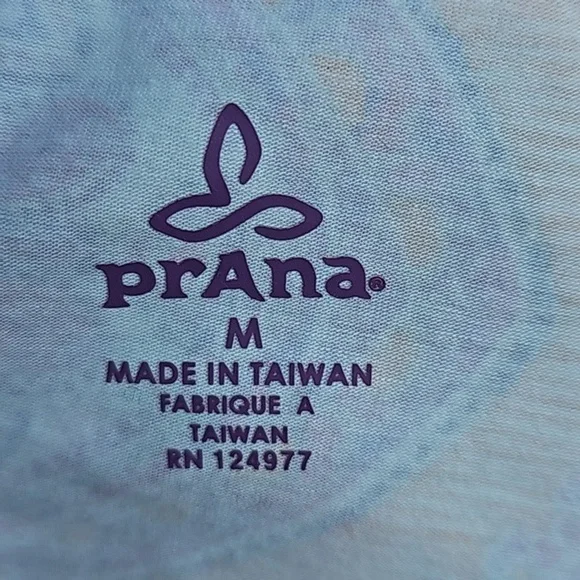 prAna®
M
MADE IN TAIWAN
FABRIQUE A
TAIWAN
RN 124977